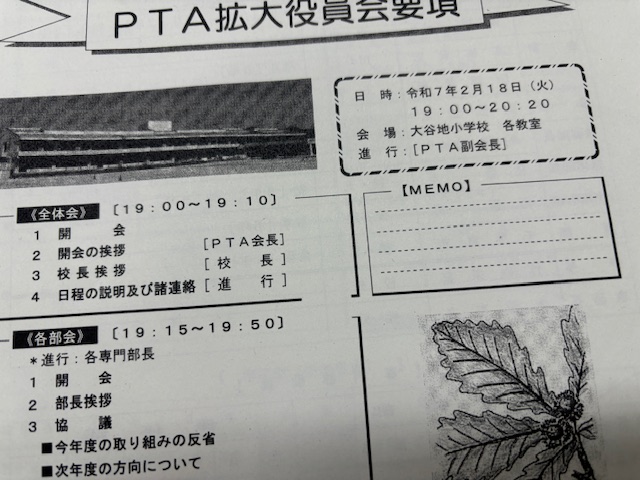 PTA拡大役員会要項
日 時：令和7年2月18日（火）
19：00～20：20
会 場：大谷地小学校 各教室
進 行：[PTA副会長]
【MEMO】
《全体会》 〔19：00～19：10〕
1 開 会
2 開会の挨拶 [PTA会長]
3 校長挨拶 [校 長]
4 日程の説明及び諸連絡 [進 行]
《各部会》 〔19：15～19：50〕
＊進行：各専門部長
1 開 会
2 部長挨拶
3 協 議
■今年度の取り組みの反省
■次年度の方向について